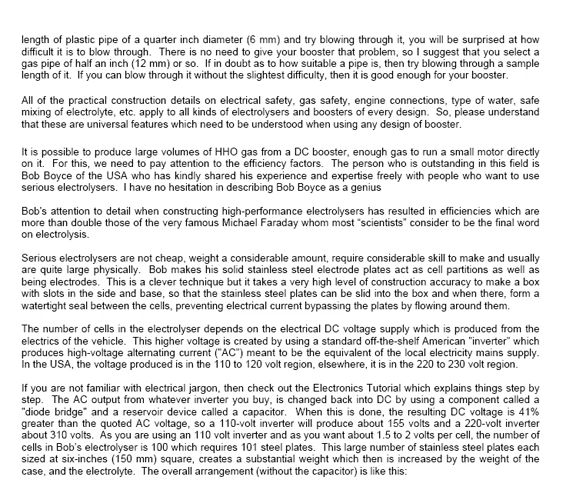 length of plastic pipe of a quarter inch diameter (6 mm) and try blowing through it, you will be surprised at how
difficult it is to blow through.  There is no need to give your booster that problem, so I suggest that you select a
gas pipe of half an inch (12 mm) or so.  If in doubt as to how suitable a pipe is, then try blowing through a sample
length of it.  If you can blow through it without the slightest difficulty, then it is good enough for your booster.
All of the practical construction details on electrical safety, gas safety, engine connections, type of water, safe
mixing of electrolyte, etc. apply to all kinds of electrolysers and boosters of every design.  So, please understand
that these are universal features which need to be understood when using any design of booster.
It is possible to produce large volumes of HHO gas from a DC booster, enough gas to run a small motor directly
on it.  For this, we need to pay attention to the efficiency factors.  The person who is outstanding in this field is
Bob Boyce of the USA who has kindly shared his experience and expertise freely with people who want to use
serious electrolysers.  I have no hesitation in describing Bob Boyce as a genius
Bob's attention to detail when constructing high-performance electrolysers has resulted in efficiencies which are
more than double those of the very famous Michael Faraday whom most "scientists" consider to be the final word
on electrolysis.
Serious electrolysers are not cheap, weight a considerable amount, require considerable skill to make and usually
are quite large physically.  Bob makes his solid stainless steel electrode plates act as cell partitions as well as
being electrodes.  This is a clever technique but it takes a very high level of construction accuracy to make a box
with slots in the side and base, so that the stainless steel plates can be slid into the box and when there, form a
watertight seal between the cells, preventing electrical current bypassing the plates by flowing around them.
The number of cells in the electrolyser depends on the electrical DC voltage supply which is produced from the
electrics of the vehicle.  This higher voltage is created by using a standard off-the-shelf American "inverter" which
produces high-voltage alternating current ("AC") meant to be the equivalent of the local electricity mains supply.
In the USA, the voltage produced is in the 110 to 120 volt region, elsewhere, it is in the 220 to 230 volt region.
If you are not familiar with electrical jargon, then check out the Electronics Tutorial which explains things step by
step.  The AC output from whatever inverter you buy, is changed back into DC by using a component called a
"diode bridge" and a reservoir device called a capacitor.  When this is done, the resulting DC voltage is 41%
greater than the quoted AC voltage, so a 110-volt inverter will produce about 155 volts and a 220-volt inverter
about 310 volts.  As you are using an 110 volt inverter and as you want about 1.5 to 2 volts per cell, the number of
cells in Bob's electrolyser is 100 which requires 101 steel plates.  This large number of stainless steel plates each
sized at six-inches (150 mm) square, creates a substantial weight which then is increased by the weight of the
case, and the electrolyte.  The overall arrangement (without the capacitor) is like this: